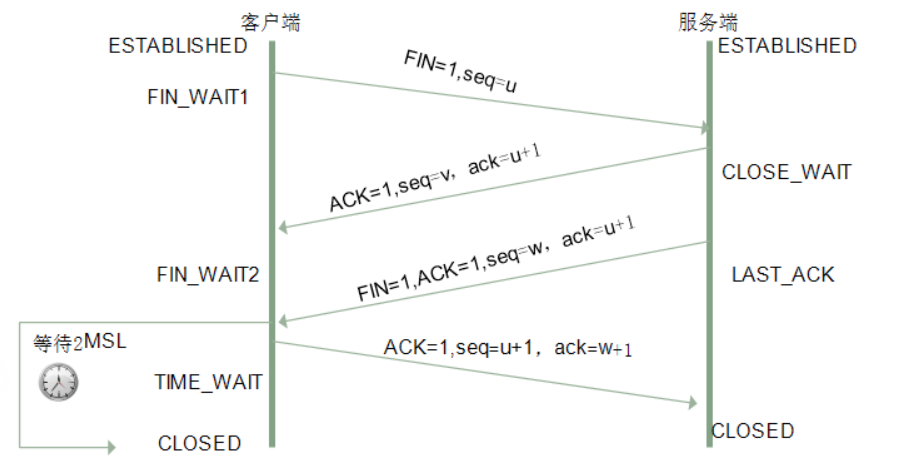 客户端
服务端
ESTABLISHED
ESTABLISHED
FIN=1,seq=u
FIN_WAIT1
CLOSE_WAIT
ACK=1,seq=v，ack=u+1
FIN_WAIT2
FIN=1,ACK=1,seq=w，ack=u+1
LAST_ACK
等待2MSL
ACK=1,seq=u+1，ack=w+1
TIME_WAIT
CLOSED
CLOSED